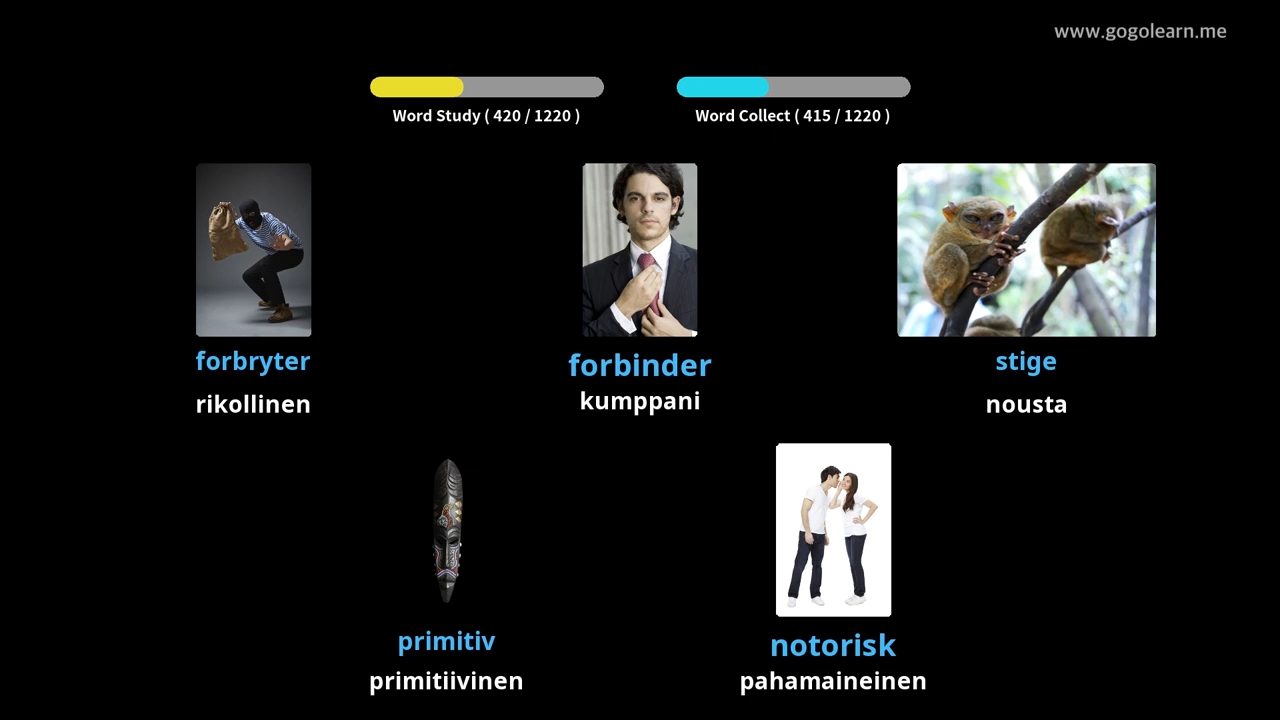 www.gogolearn.me
Word Study ( 420 / 1220 )
Word Collect ( 415 / 1220 )
forbryter
rikollinen
forbinder
kumppani
stige
nousta
primitiv
primitiivinen
notorisk
pahamaineinen